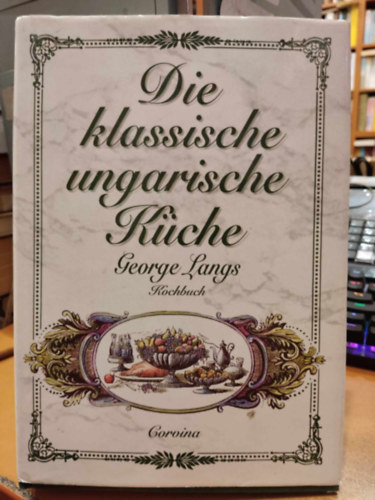 Die
klassische
ungarische
Küche
George Langs
Kochbuch
Corvina